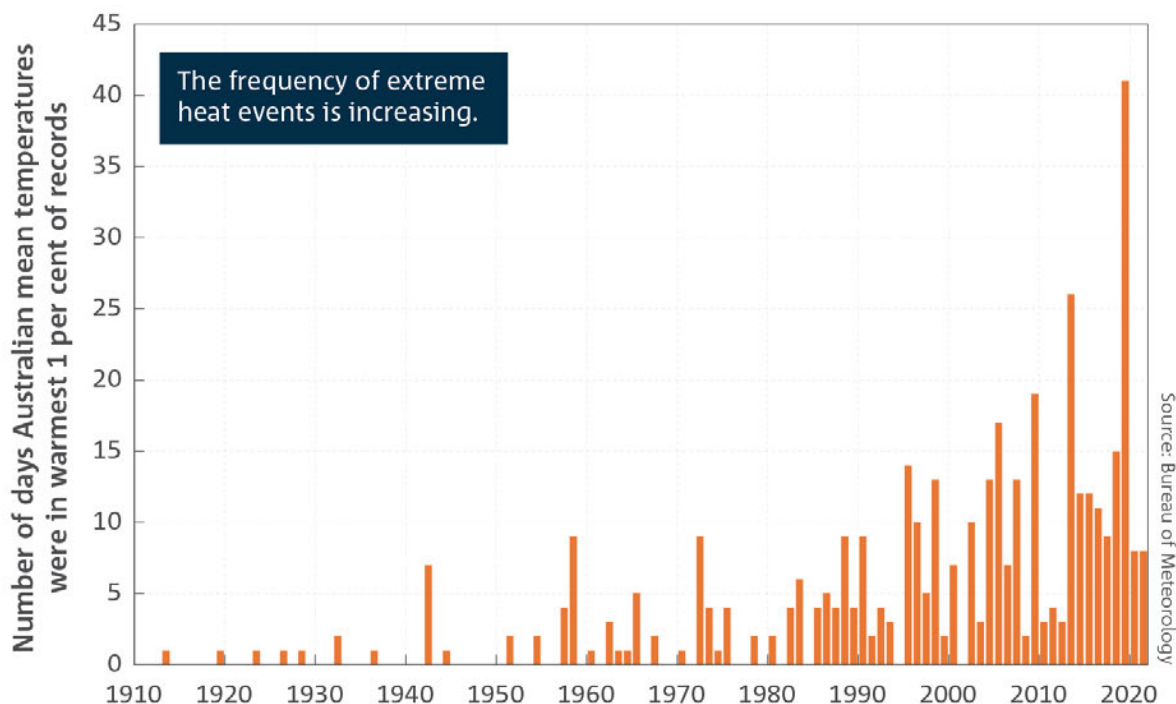 Number of days Australian mean temperatures
were in warmest 1 per cent of records
45
40
35
30
25
20
15
10
5
0
The frequency of extreme
heat events is increasing.
1910 1920 1930 1940 1950 1960 1970 1980 1990 2000 2010 2020
Source: Bureau of Meteorology